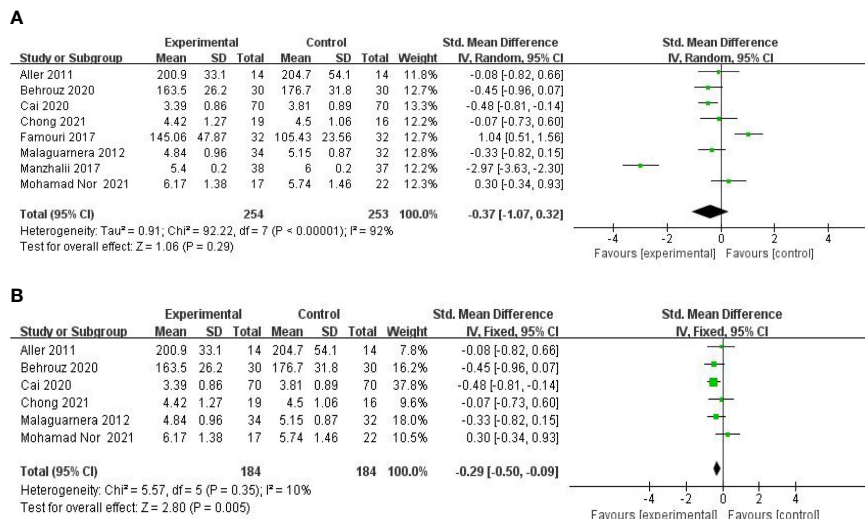 A
Experimental Control Std. Mean Difference Std. Mean Difference
Study or Subgroup Mean SD Total Mean SD Total Weight IV, Random, 95% CI IV, Random, 95% CI
Aller 2011 200.9 33.1 14 204.7 54.1 14 11.8% -0.08 [-0.82, 0.66]
Behrouz 2020 163.5 26.2 30 176.7 31.8 30 12.7% -0.45 [-0.96, 0.07]
Cai 2020 3.39 0.86 70 3.81 0.89 70 13.0% -0.48 [-0.81, -0.14]
Chong 2021 4.42 1.27 19 4.5 1.06 16 12.2% -0.07 [-0.73, 0.60]
Famouri 2017 145.06 47.87 32 105.43 23.56 32 12.7% 1.04 [0.51, 1.56]
Malaguarnera 2012 4.84 0.96 34 5.15 0.87 32 12.8% -0.33 [-0.82, 0.15]
Manzhalii 2017 5.4 0.2 38 6 0.2 37 12.2% -2.97 [-3.63, -2.30]
Mohamad Nor 2021 6.17 1.38 17 5.74 1.46 22 12.3% 0.30 [-0.34, 0.93]
Total (95% CI) 254 253 100.0% -0.37 [-1.07, 0.32]
Heterogeneity: Tau² = 0.91; Chi² = 92.22, df = 7 (P < 0.00001); I² = 92%
Test for overall effect: Z = 1.06 (P = 0.29)
-4 -2 0 2 4
Favours [experimental] Favours [control]
B
Experimental Control Std. Mean Difference Std. Mean Difference
Study or Subgroup Mean SD Total Mean SD Total Weight IV, Fixed, 95% CI IV, Fixed, 95% CI
Aller 2011 200.9 33.1 14 204.7 54.1 14 7.8% -0.08 [-0.82, 0.66]
Behrouz 2020 163.5 26.2 30 176.7 31.8 30 16.2% -0.45 [-0.96, 0.07]
Cai 2020 3.39 0.86 70 3.81 0.89 70 37.8% -0.48 [-0.81, -0.14]
Chong 2021 4.42 1.27 19 4.5 1.06 16 9.6% -0.07 [-0.73, 0.60]
Malaguarnera 2012 4.84 0.96 34 5.15 0.87 32 18.0% -0.33 [-0.82, 0.15]
Mohamad Nor 2021 6.17 1.38 17 5.74 1.46 22 10.5% 0.30 [-0.34, 0.93]
Total (95% CI) 184 184 100.0% -0.29 [-0.50, -0.09]
Heterogeneity: Chi² = 5.57, df = 5 (P = 0.35); I² = 10%
Test for overall effect: Z = 2.80 (P = 0.005)
-4 -2 0 2 4
Favours [experimental] Favours [control]